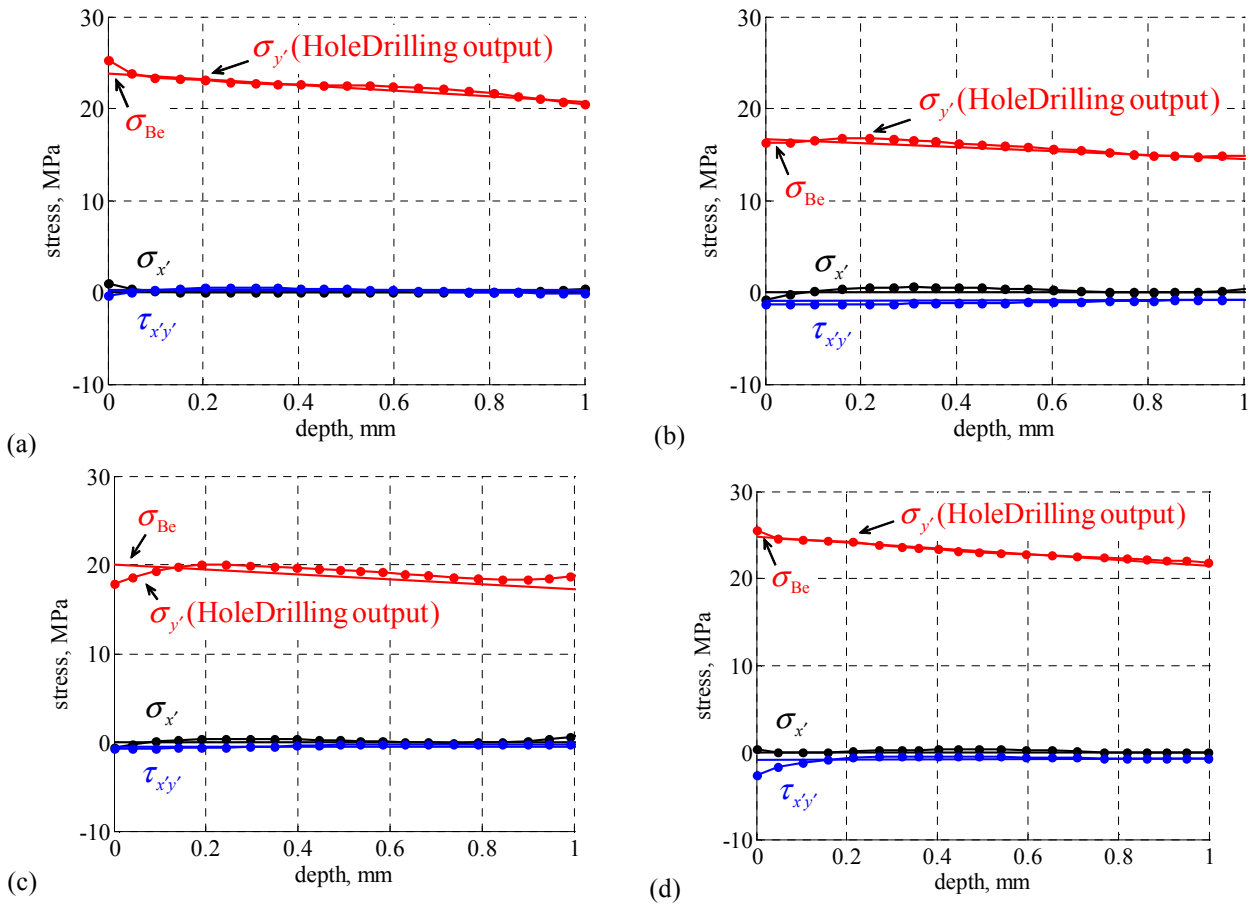 30
20
10
0
-10
stress, MPa
σy′ (HoleDrilling output)
σBe
σx′
τx′y′
0 0.2 0.4 0.6 0.8 1
depth, mm
(a)
30
20
10
0
-10
stress, MPa
σy′ (HoleDrilling output)
σBe
σx′
τx′y′
0 0.2 0.4 0.6 0.8 1
depth, mm
(b)
30
20
10
0
-10
stress, MPa
σBe
σy′ (HoleDrilling output)
σx′
τx′y′
0 0.2 0.4 0.6 0.8 1
depth, mm
(c)
30
20
10
0
-10
stress, MPa
σy′ (HoleDrilling output)
σBe
σx′
τx′y′
0 0.2 0.4 0.6 0.8 1
depth, mm
(d)